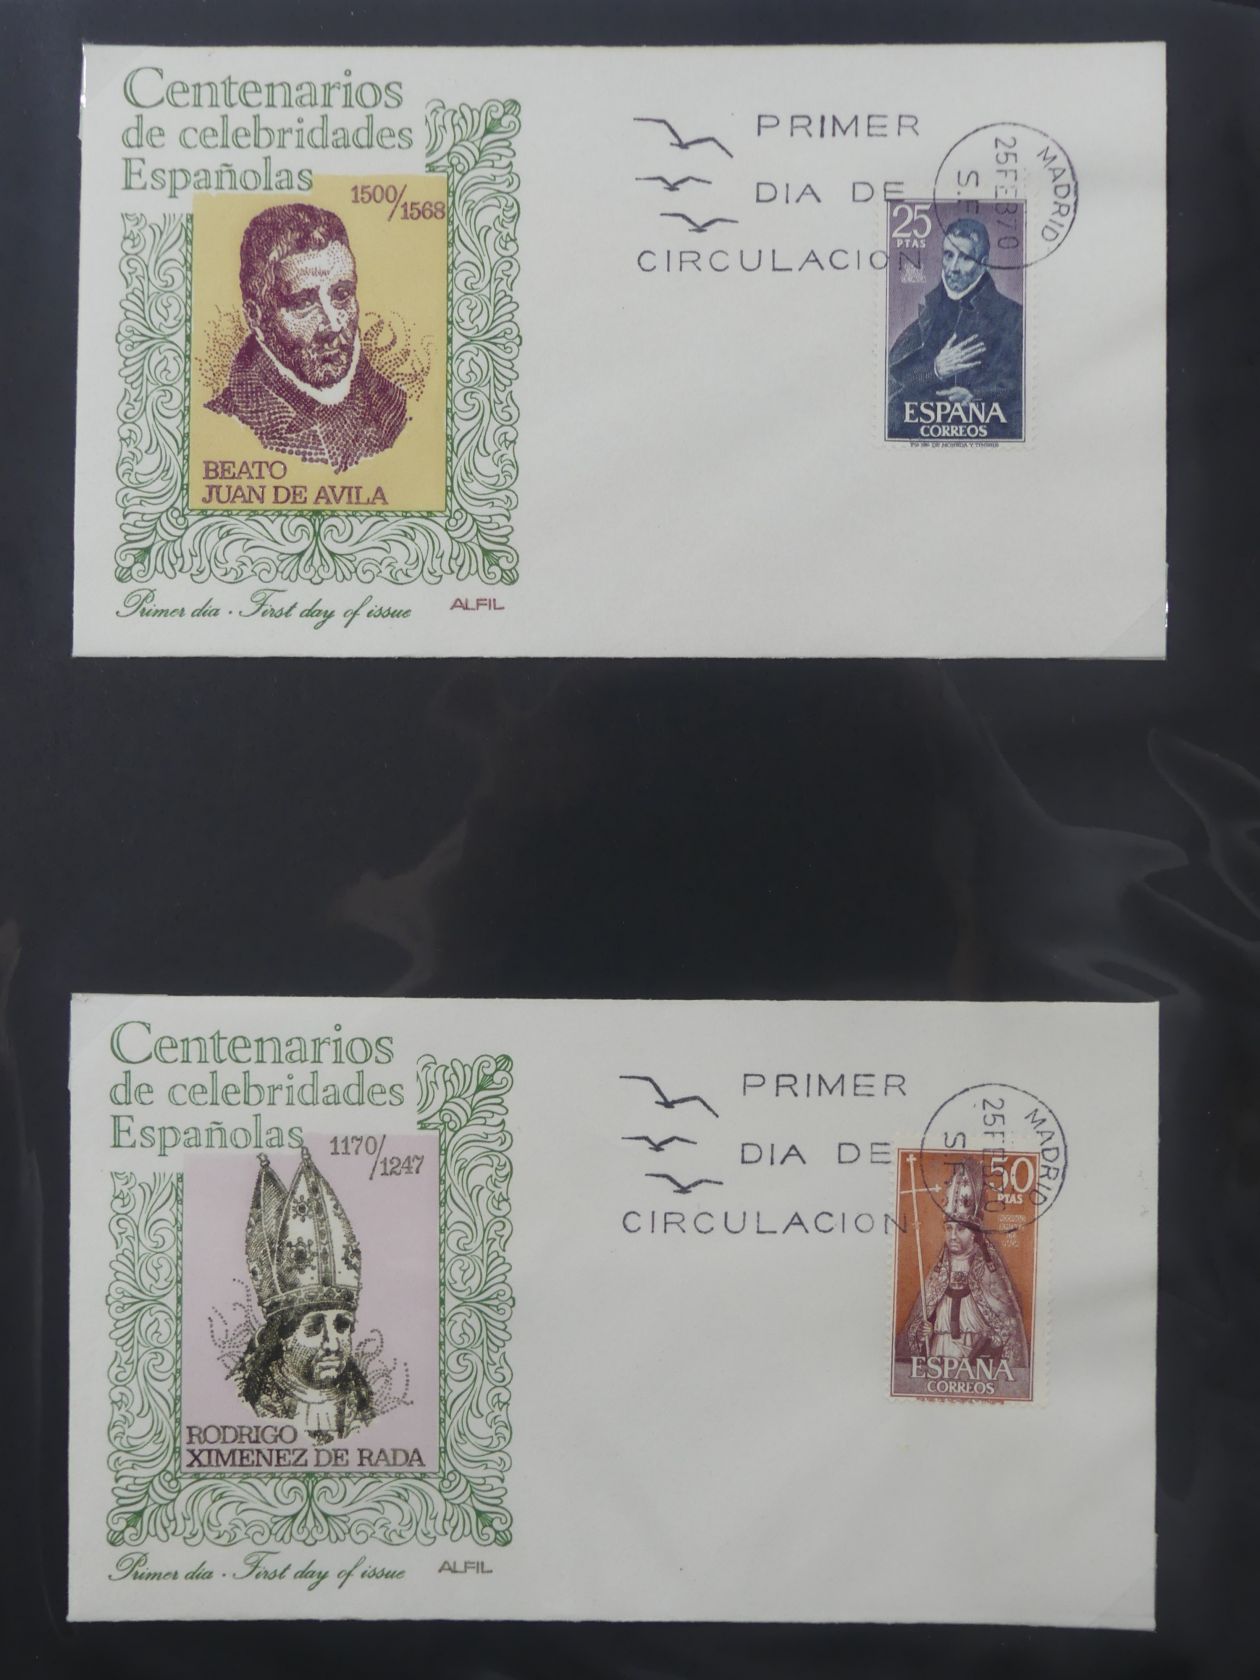 Centenarios
de celebridades
Españolas
1500/1568
BEATO
JUAN DE AVILA
Primer dia . First day of issue
ALFIL
PRIMER
DIA DE
CIRCULACION
MADRID
25 FEB 70
S.F.
25
PTAS
ESPAÑA
CORREOS
Centenarios
de celebridades
Españolas
1170/1247
RODRIGO
XIMENEZ DE RADA
Primer dia . First day of issue
ALFIL
PRIMER
DIA DE
CIRCULACION
MADRID
25 FEB 70
50
PTAS
ESPAÑA
CORREOS